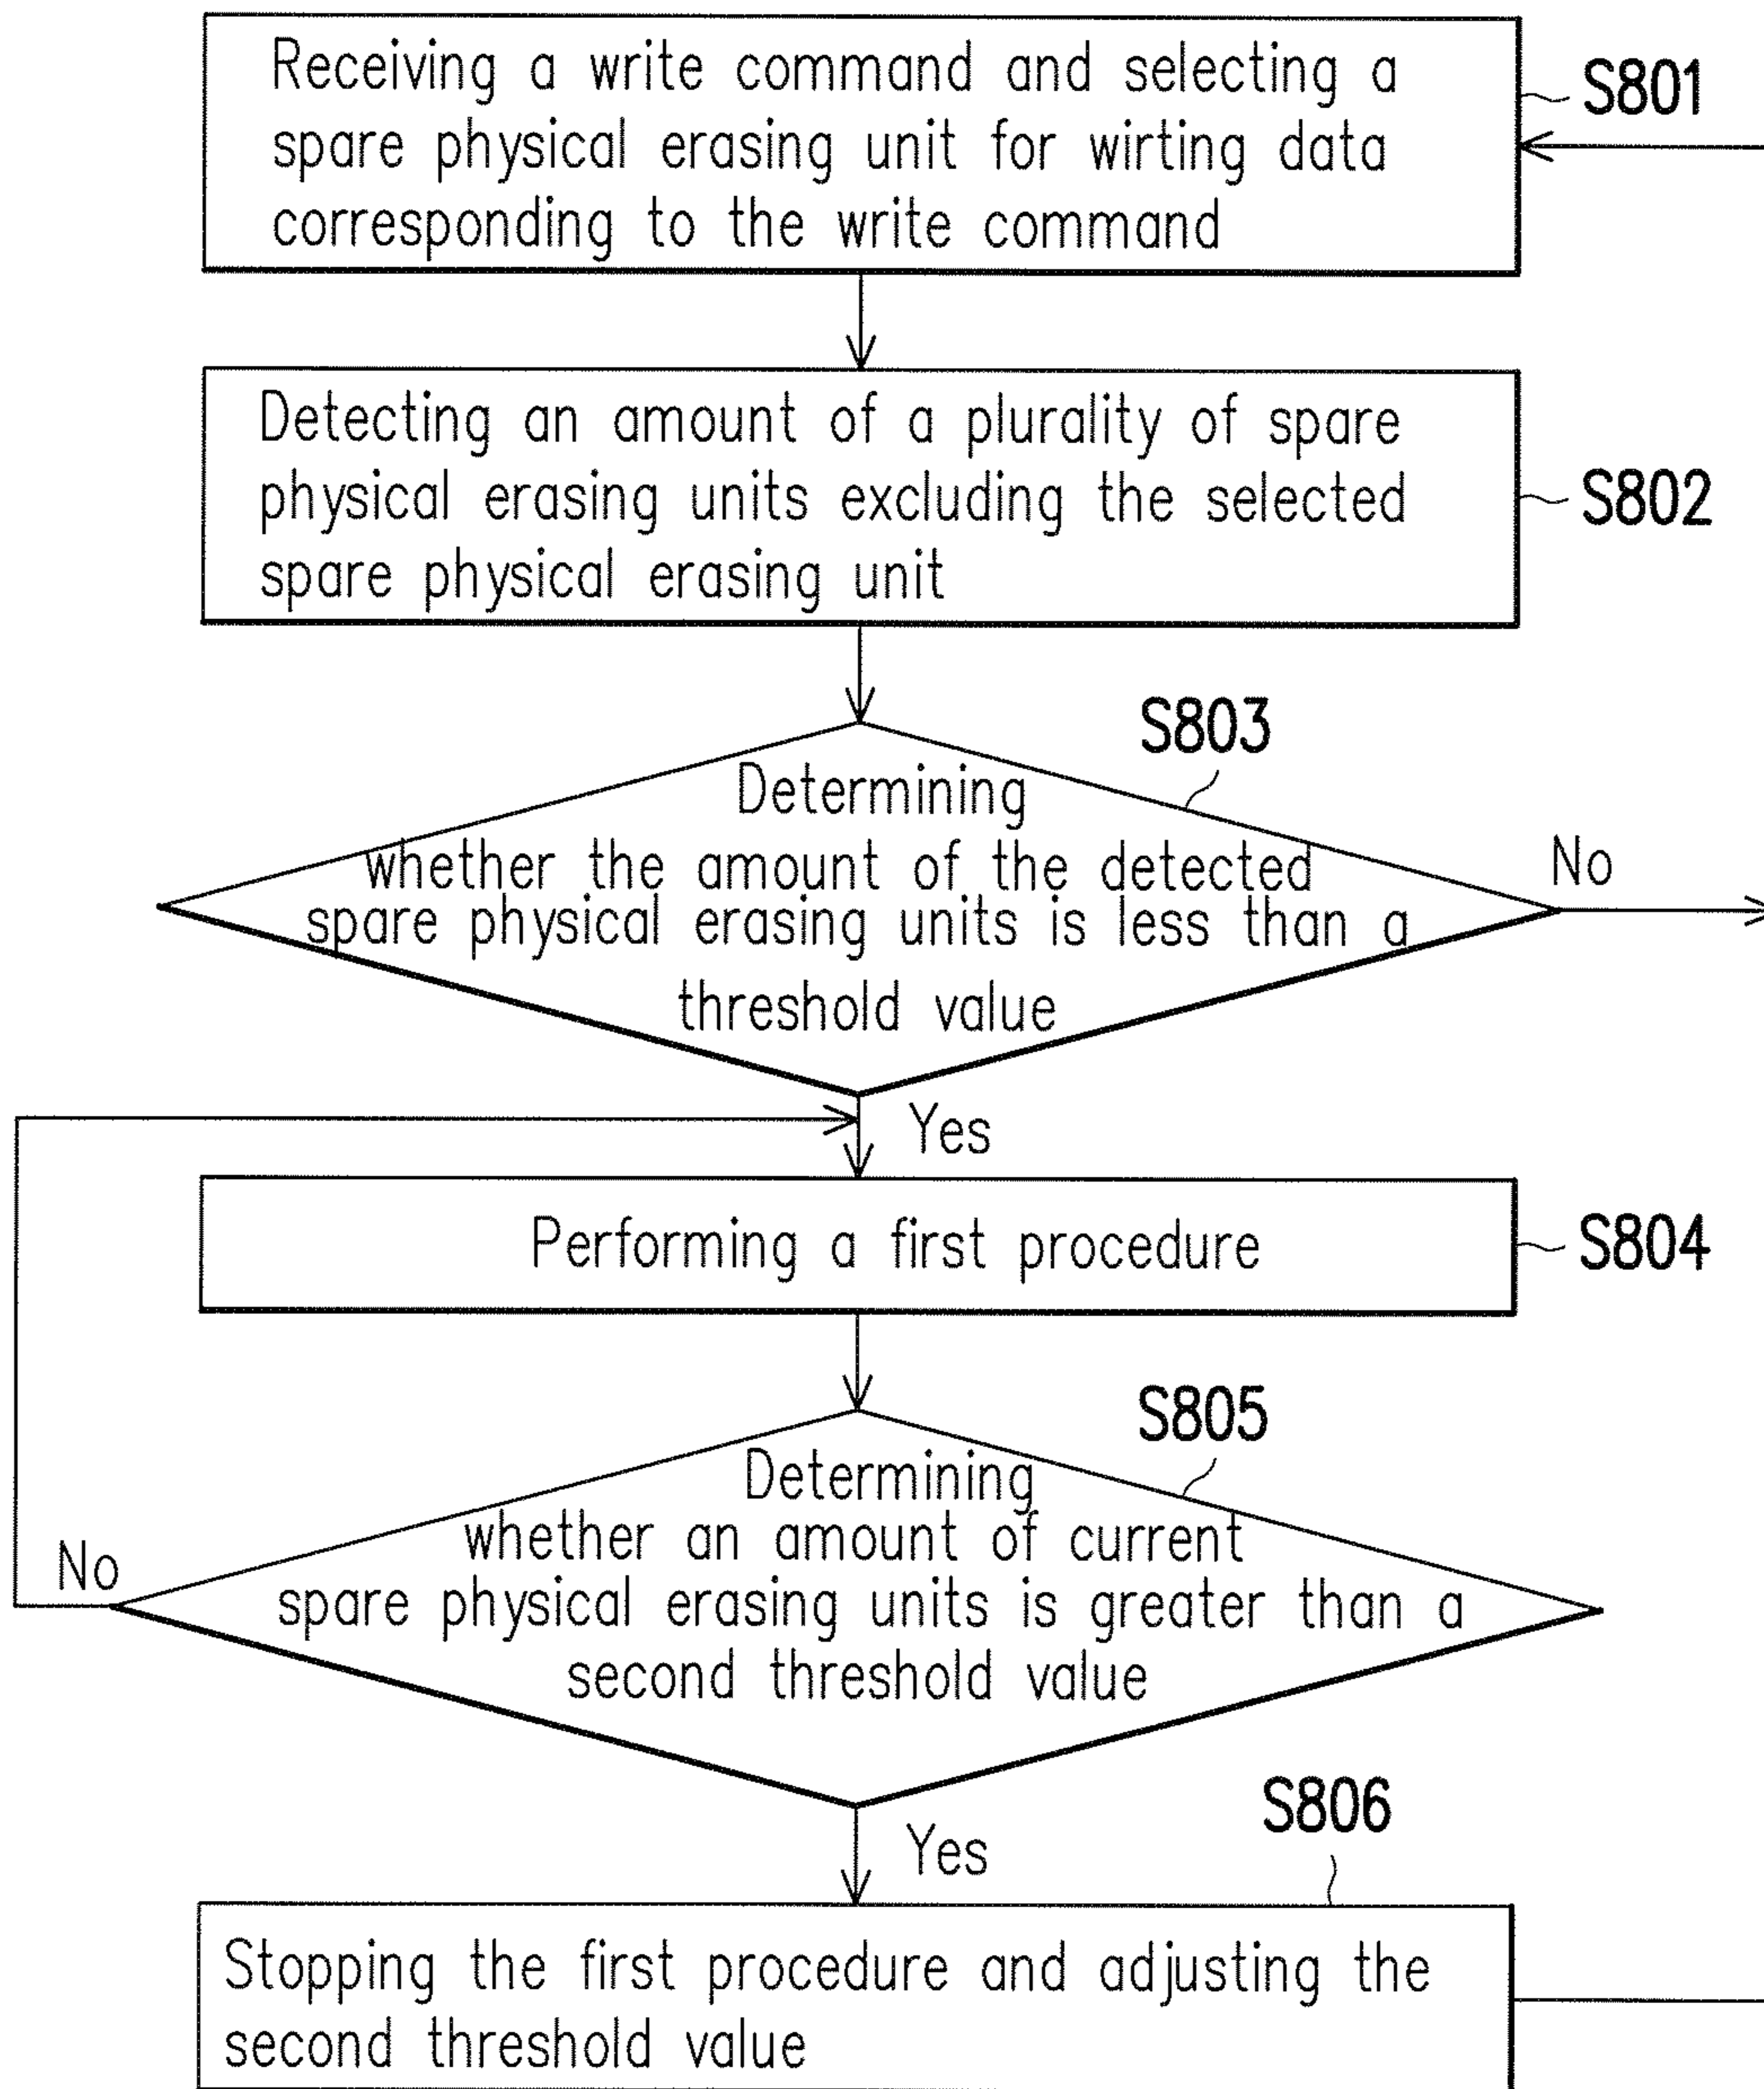 Receiving a write command and selecting a
spare physical erasing unit for wirting data
corresponding to the write command
S801
Detecting an amount of a plurality of spare
physical erasing units excluding the selected
spare physical erasing unit
S802
S803
Determining
whether the amount of the detected
spare physical erasing units is less than a
threshold value
No
Yes
Performing a first procedure
S804
S805
Determining
whether an amount of current
spare physical erasing units is greater than a
second threshold value
No
Yes
S806
Stopping the first procedure and adjusting the
second threshold value